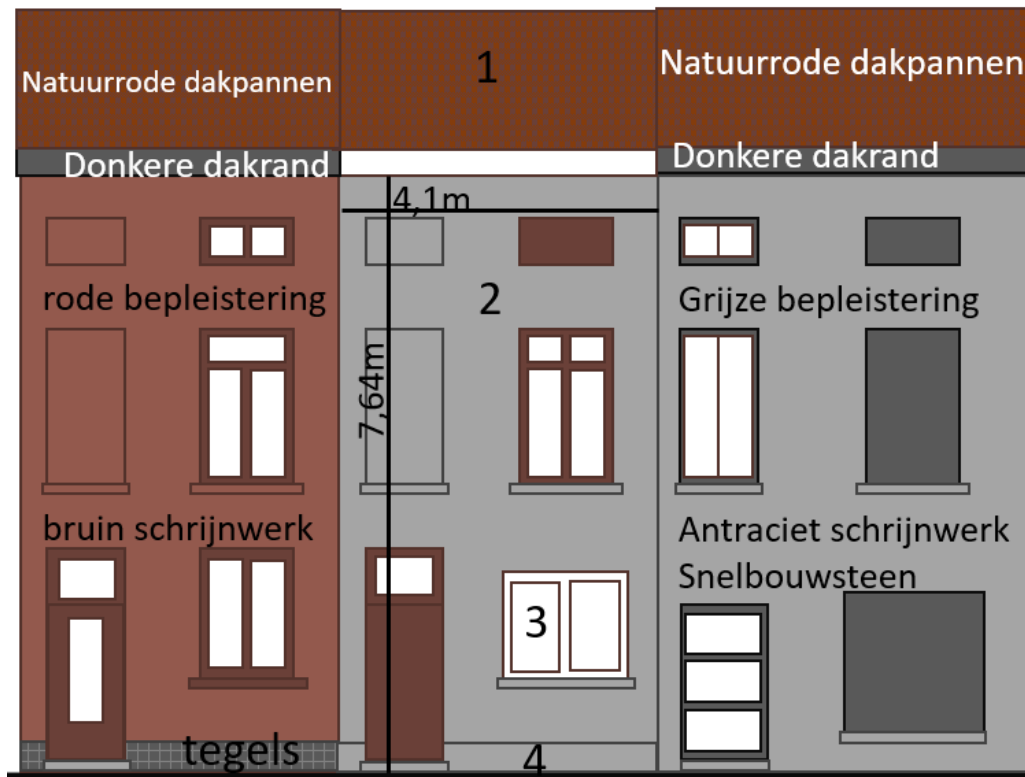 Natuurrode dakpannen
1
Natuurrode dakpannen
Donkere dakrand
Donkere dakrand
4,1m
rode bepleistering
2
Grijze bepleistering
7,64m
bruin schrijnwerk
Antraciet schrijnwerk
Snelbouwsteen
3
tegels
4